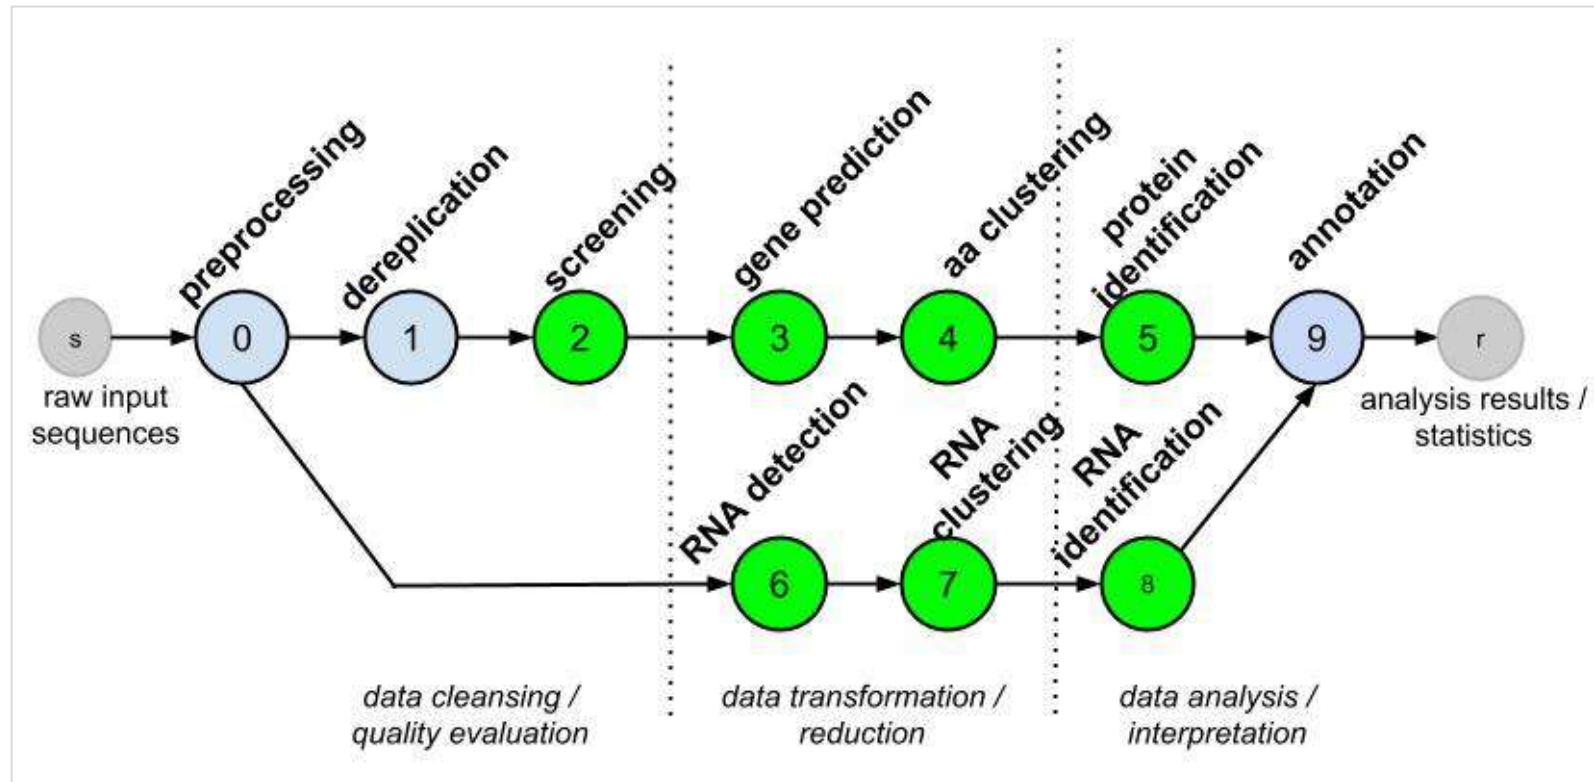 preprocessing
dereplication
screening
gene prediction
aa clustering
protein
identification
annotation
s
0
1
2
3
4
5
9
r
raw input
sequences
analysis results /
statistics
RNA detection
RNA
clustering
RNA
identification
6
7
8
data cleansing /
quality evaluation
data transformation /
reduction
data analysis /
interpretation